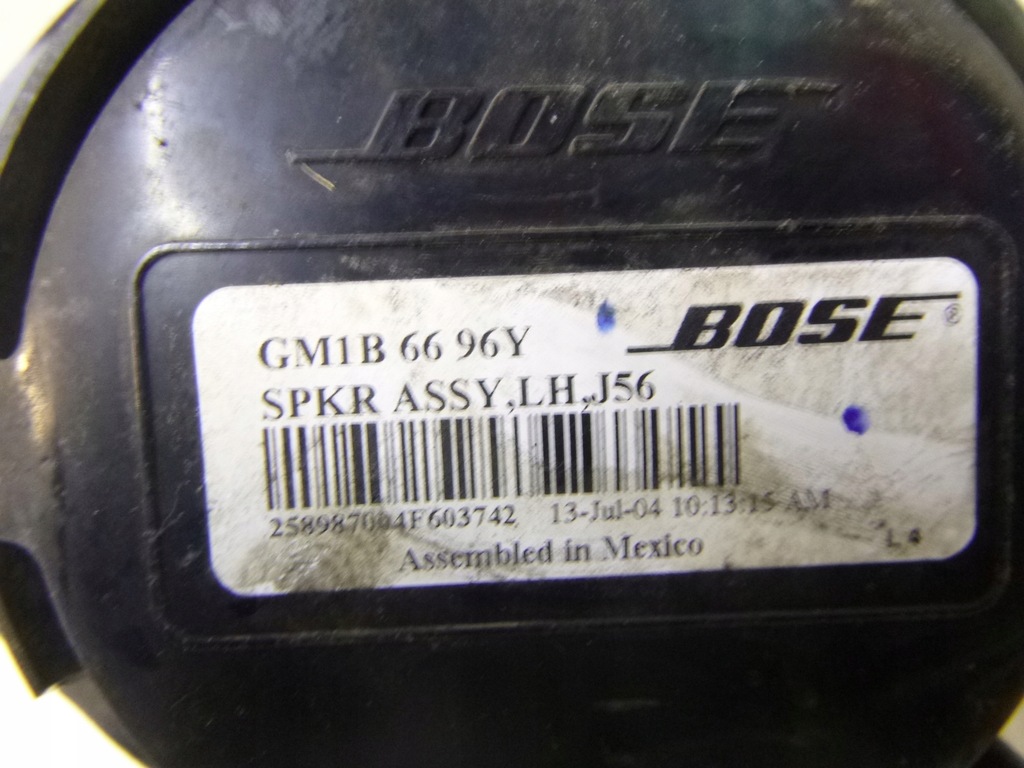 BOSE
BOSE®
GM1B 66 96Y
SPKR ASSY,LH,J56
258987004F603742 13-Jul-04 10:13:15 AM
Assembled in Mexico
L 4